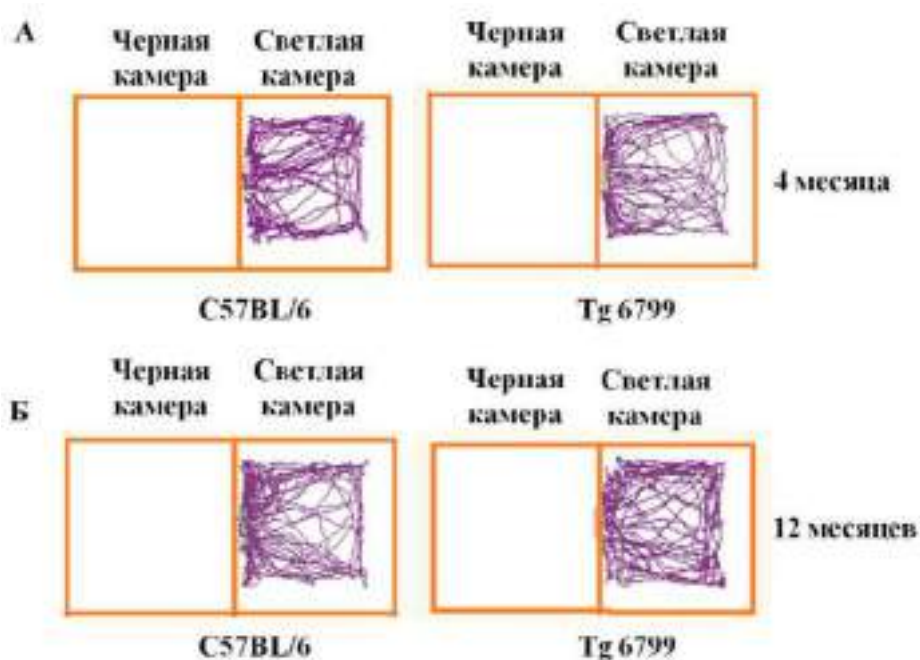 А
Черная
камера
Светлая
камера
Черная
камера
Светлая
камера
4 месяца
C57BL/6
Tg 6799
Б
Черная
камера
Светлая
камера
Черная
камера
Светлая
камера
12 месяцев
C57BL/6
Tg 6799